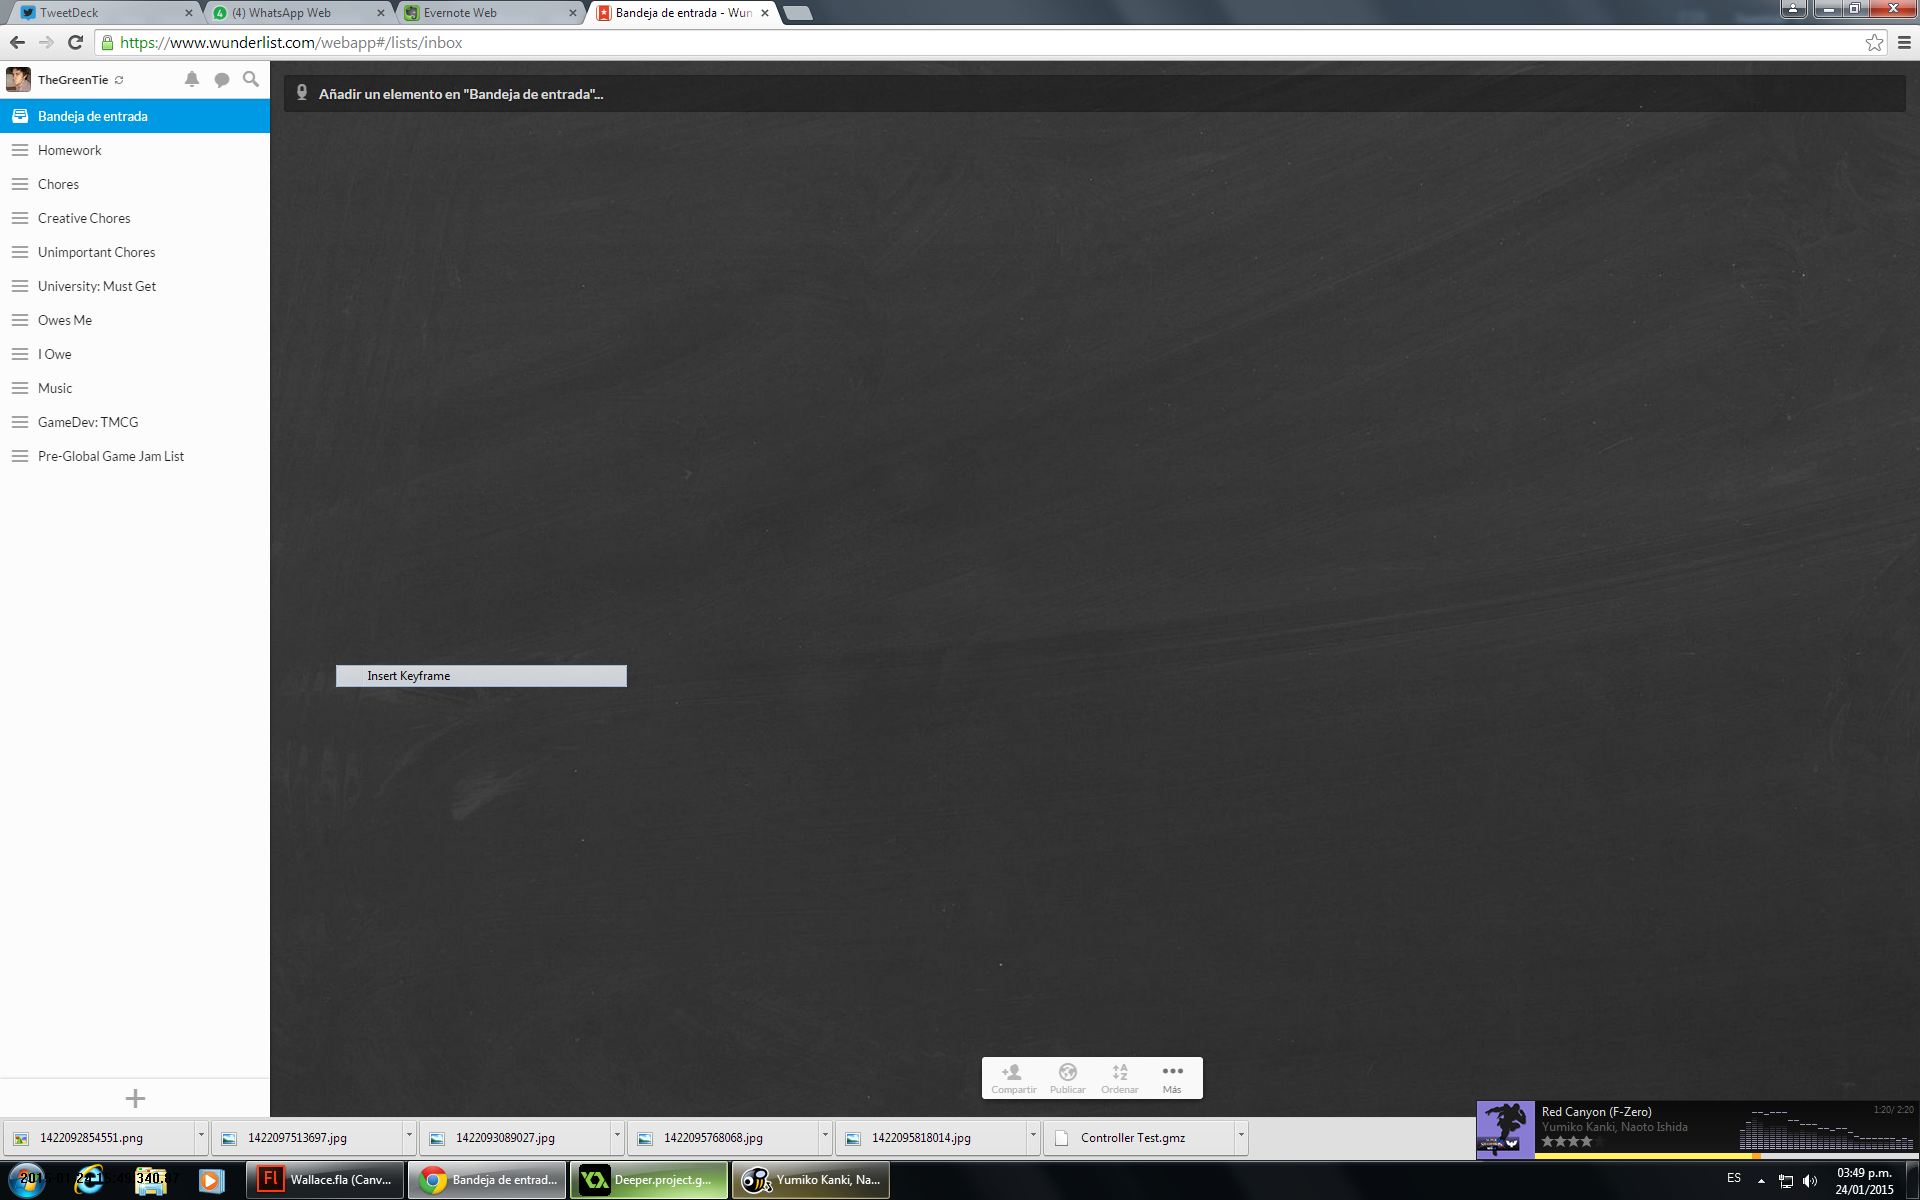 TweetDeck
(4) WhatsApp Web
Evernote Web
Bandeja de entrada - Wun
https://www.wunderlist.com/webapp#/lists/inbox
TheGreenTie
Añadir un elemento en "Bandeja de entrada"...
Bandeja de entrada
Homework
Chores
Creative Chores
Unimportant Chores
University: Must Get
Owes Me
I Owe
Music
GameDev: TMCG
Pre-Global Game Jam List
Insert Keyframe
Compartir
Publicar
Ordenar
Más
1422092854551.png
1422097513697.jpg
1422093089027.jpg
1422095768068.jpg
1422095818014.jpg
Controller Test.gmz
Red Canyon (F-Zero)
1:20/ 2:20
Yumiko Kanki, Naoto Ishida
Wallace.fla (Canv...
Bandeja de entrad...
Deeper.project.g...
Yumiko Kanki, Na...
ES
03:49 p.m.
24/01/2015